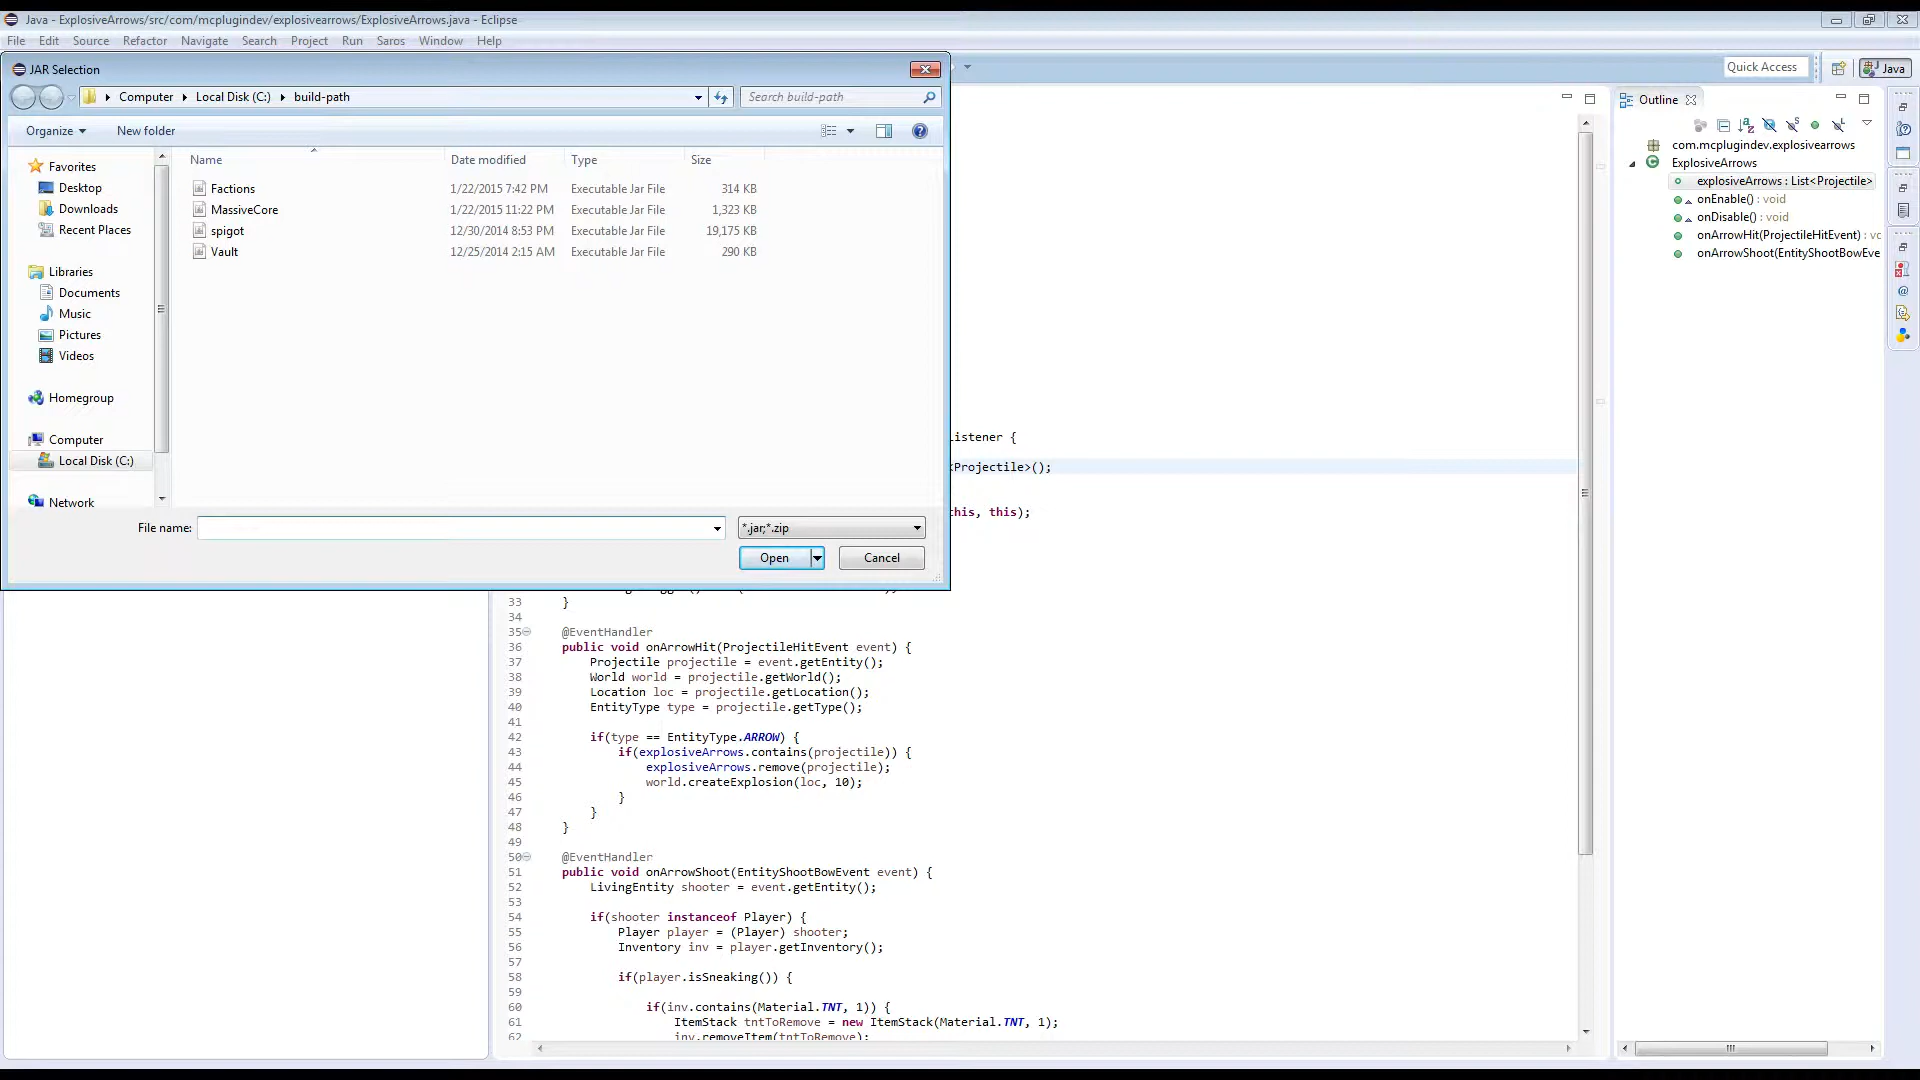 Java - ExplosiveArrows/src/com/mcplugindev/explosivearrows/ExplosiveArrows.java - Eclipse
File Edit Source Refactor Navigate Search Project Run Saros Window Help
JAR Selection
Quick Access
Java
Computer Local Disk (C:) build-path
Search build-path
Outline
Organize New folder
com.mcplugindev.explosivearrows
ExplosiveArrows
explosiveArrows : List<Projectile>
onEnable() : void
onDisable() : void
onArrowHit(ProjectileHitEvent) : vc
onArrowShoot(EntityShootBowEve
Favorites
Desktop
Downloads
Recent Places
Libraries
Documents
Music
Pictures
Videos
Homegroup
Computer
Local Disk (C:)
Network
Name Date modified Type Size
Factions 1/22/2015 7:42 PM Executable Jar File 314 KB
MassiveCore 1/22/2015 11:22 PM Executable Jar File 1,323 KB
spigot 12/30/2014 8:53 PM Executable Jar File 19,175 KB
Vault 12/25/2014 2:15 AM Executable Jar File 290 KB
File name: *.jar;*.zip
Open Cancel
istener {
<Projectile>();
this, this);
33 }
34
35 @EventHandler
36 public void onArrowHit(ProjectileHitEvent event) {
37 Projectile projectile = event.getEntity();
38 World world = projectile.getWorld();
39 Location loc = projectile.getLocation();
40 EntityType type = projectile.getType();
41
42 if(type == EntityType.ARROW) {
43 if(explosiveArrows.contains(projectile)) {
44 explosiveArrows.remove(projectile);
45 world.createExplosion(loc, 10);
46 }
47 }
48 }
49
50 @EventHandler
51 public void onArrowShoot(EntityShootBowEvent event) {
52 LivingEntity shooter = event.getEntity();
53
54 if(shooter instanceof Player) {
55 Player player = (Player) shooter;
56 Inventory inv = player.getInventory();
57
58 if(player.isSneaking()) {
59
60 if(inv.contains(Material.TNT, 1)) {
61 ItemStack tntToRemove = new ItemStack(Material.TNT, 1);
62 inv.removeItem(tntToRemove);